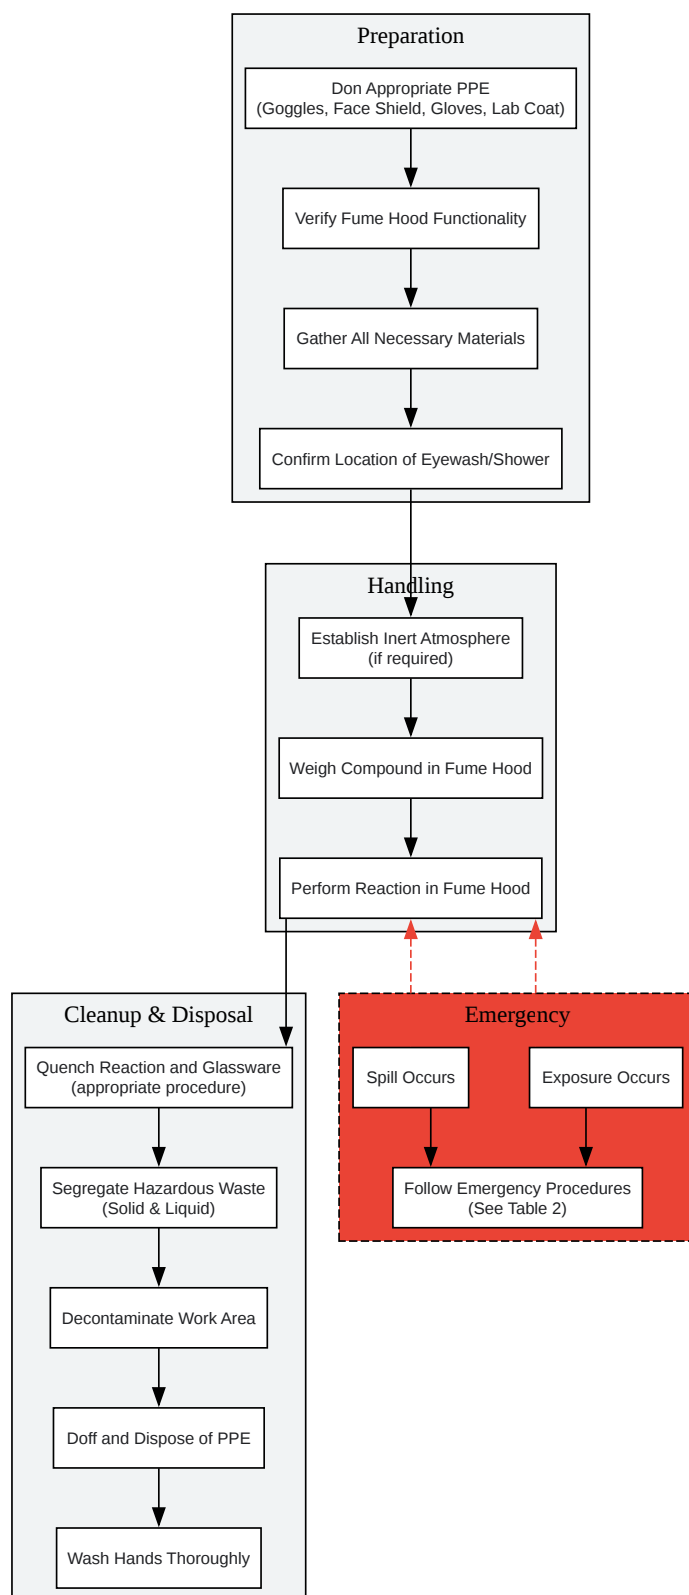 Preparation
Don Appropriate PPE
(Goggles, Face Shield, Gloves, Lab Coat)
Verify Fume Hood Functionality
Gather All Necessary Materials
Confirm Location of Eyewash/Shower
Handling
Establish Inert Atmosphere
(if required)
Weigh Compound in Fume Hood
Perform Reaction in Fume Hood
Cleanup & Disposal
Quench Reaction and Glassware
(appropriate procedure)
Segregate Hazardous Waste
(Solid & Liquid)
Decontaminate Work Area
Doff and Dispose of PPE
Wash Hands Thoroughly
Emergency
Spill Occurs
Exposure Occurs
Follow Emergency Procedures
(See Table 2)